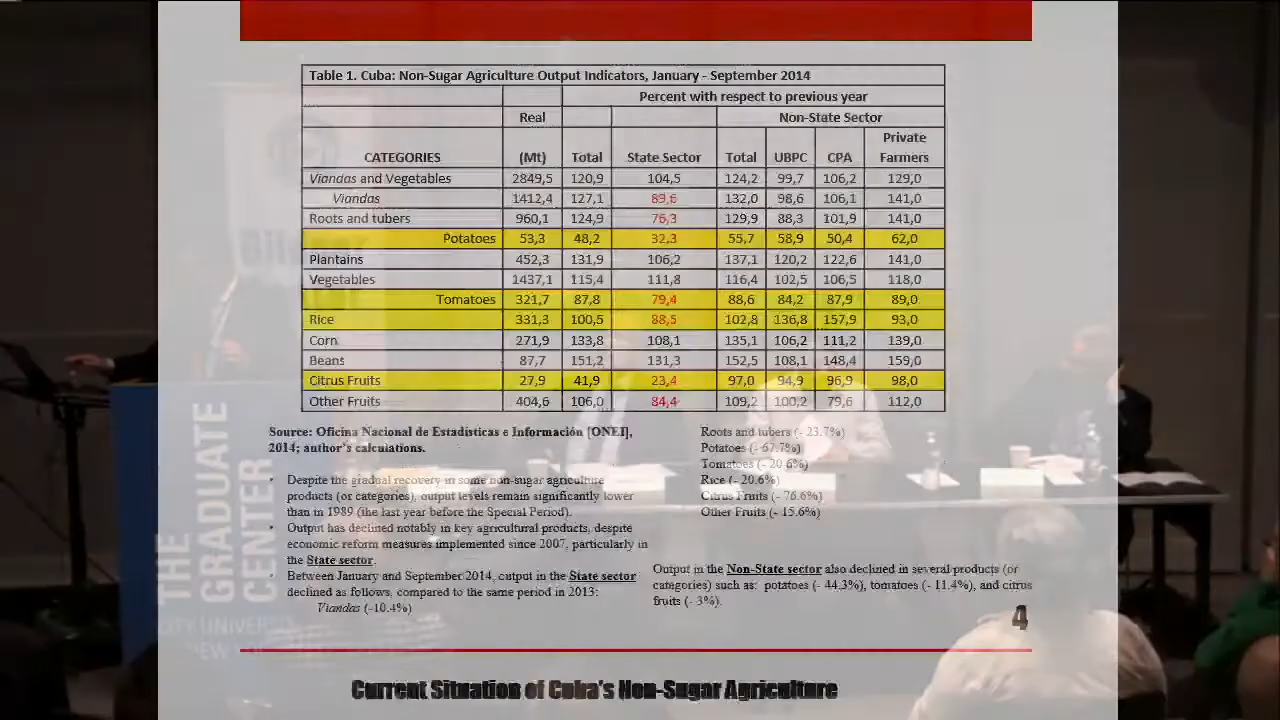 Table 1. Cuba: Non-Sugar Agriculture Output Indicators, January - September 2014
Percent with respect to previous year
Real Non-State Sector
Private
CATEGORIES (Mt) Total State Sector Total UBPC CPA Farmers
Viandas and Vegetables 2849,5 120,9 104,5 124,2 99,7 106,2 129,0
Viandas 1412,4 127,1 89,6 132,0 98,6 106,1 141,0
Roots and tubers 960,1 124,9 76,3 129,9 88,3 101,9 141,0
Potatoes 53,3 48,2 32,3 55,7 58,9 50,4 62,0
Plantains 452,3 131,9 106,2 137,1 120,2 122,6 141,0
Vegetables 1437,1 115,4 111,8 116,4 102,5 106,5 118,0
Tomatoes 321,7 87,8 79,4 88,6 84,2 87,9 89,0
Rice 331,3 100,5 88,5 102,8 136,8 157,9 93,0
Corn 271,9 133,8 108,1 135,1 106,2 111,2 139,0
Beans 87,7 151,2 131,3 152,5 108,1 148,4 159,0
Citrus Fruits 27,9 41,9 23,4 97,0 94,9 96,9 98,0
Other Fruits 404,6 106,0 84,4 109,2 100,2 79,6 112,0
Source: Oficina Nacional de Estadísticas e Información [ONEI],
2014; author's calculations.
• Despite the gradual recovery in some non-sugar agriculture
products (or categories), output levels remain significantly lower
than in 1989 (the last year before the Special Period).
• Output has declined notably in key agricultural products, despite
economic reform measures implemented since 2007, particularly in
the State sector.
• Between January and September 2014, output in the State sector
declined as follows, compared to the same period in 2013:
Viandas (-10.4%)
Roots and tubers (- 23.7%)
Potatoes (- 67.7%)
Tomatoes (- 20.6%)
Rice (- 20.6%)
Citrus Fruits (- 76.6%)
Other Fruits (- 15.6%)
Output in the Non-State sector also declined in several products (or
categories) such as: potatoes (- 44.3%), tomatoes (- 11.4%), and citrus
fruits (- 3%).
4
Current Situation of Cuba's Non-Sugar Agriculture
THE
GRADUATE
CENTER
CITY UNIVER